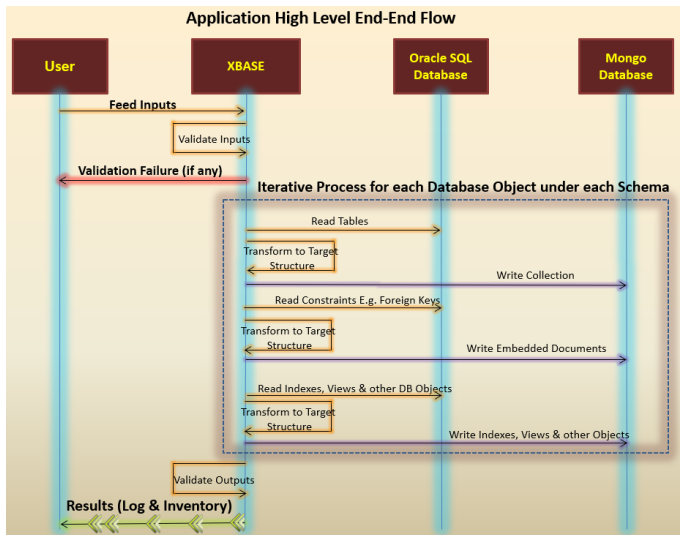 Application High Level End-End Flow
User
XBASE
Oracle SQL
Database
Mongo
Database
Feed Inputs
Validate Inputs
Validation Failure (if any)
Iterative Process for each Database Object under each Schema
Read Tables
Transform to Target
Structure
Write Collection
Read Constraints E.g. Foreign Keys
Transform to Target
Structure
Write Embedded Documents
Read Indexes, Views & other DB Objects
Transform to Target
Structure
Write Indexes, Views & other Objects
Validate Outputs
Results (Log & Inventory)